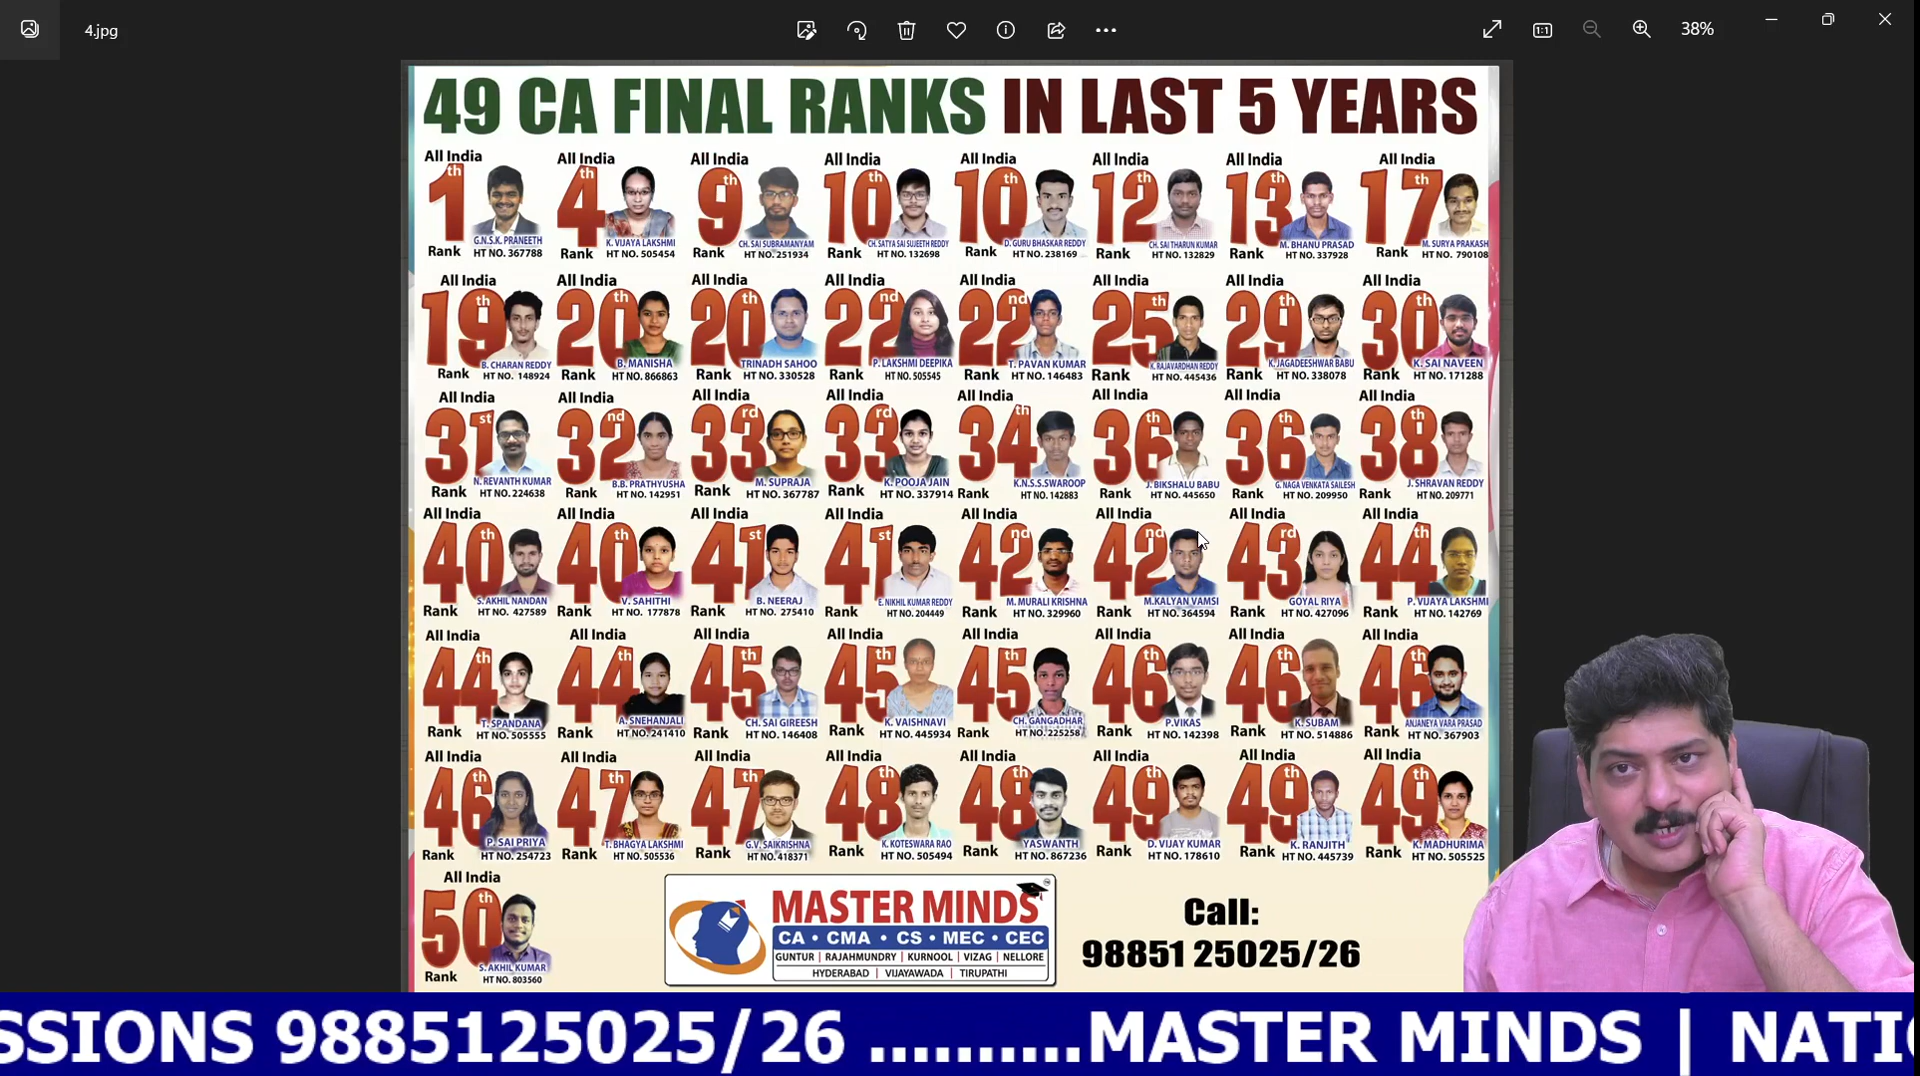 4.jpg
38%
49 CA FINAL RANKS IN LAST 5 YEARS
All India 1th Rank G.N.S.K. PRANEETH HT NO. 367788
All India 4th Rank K. VIJAYA LAKSHMI HT NO. 505454
All India 9th Rank CH. SAI SUBRAMANYAM HT NO. 251934
All India 10th Rank CH. SATYA SAI SUJEETH REDDY HT NO. 132698
All India 10th Rank D. GURU BHASKAR REDDY HT NO. 238169
All India 12th Rank CH. SAI THARUN KUMAR HT NO. 132829
All India 13th Rank M. BHANU PRASAD HT NO. 337928
All India 17th Rank M. SURYA PRAKASH HT NO. 790108
All India 19th Rank B. CHARAN REDDY HT NO. 148924
All India 20th Rank B. MANISHA HT NO. 866863
All India 20th Rank TRINADH SAHOO HT NO. 330528
All India 22nd Rank P. LAKSHMI DEEPIKA HT NO. 505545
All India 22nd Rank T. PAVAN KUMAR HT NO. 146483
All India 25th Rank K. RAJAVARDHAN REDDY HT NO. 445436
All India 29th Rank K. JAGADEESHWAR BABU HT NO. 338078
All India 30th Rank K. SAI NAVEEN HT NO. 171288
All India 31st Rank N. REVANTH KUMAR HT NO. 224638
All India 32nd Rank B.B. PRATHYUSHA HT NO. 142951
All India 33rd Rank M. SUPRAJA HT NO. 367787
All India 33rd Rank K. POOJA JAIN HT NO. 337914
All India 34th Rank K.N.S.S.SWAROOP HT NO. 142883
All India 36th Rank J. BIKSHALU BABU HT NO. 445650
All India 36th Rank G. NAGA VENKATA SAILESH HT NO. 209950
All India 38th Rank J. SHRAVAN REDDY HT NO. 209771
All India 40th Rank S. AKHIL NANDAN HT NO. 427589
All India 40th Rank V. SAHITHI HT NO. 177878
All India 41st Rank B. NEERAJ HT NO. 275410
All India 41st Rank E. NIKHIL KUMAR REDDY HT NO. 204449
All India 42nd Rank M. MURALI KRISHNA HT NO. 329960
All India 42nd Rank M.KALYAN VAMSI HT NO. 364594
All India 43rd Rank GOYAL RIYA HT NO. 427096
All India 44th Rank P. VIJAYA LAKSHMI HT NO. 142769
All India 44th Rank T. SPANDANA HT NO. 505555
All India 44th Rank A. SNEHANJALI HT NO. 241410
All India 45th Rank CH. SAI GIREESH HT NO. 146408
All India 45th Rank K. VAISHNAVI HT NO. 445934
All India 45th Rank CH. GANGADHAR HT NO. 225258
All India 46th Rank P.VIKAS HT NO. 142398
All India 46th Rank K. SUBAM HT NO. 514886
All India 46th Rank ANJANEYA VARA PRASAD HT NO. 367903
All India 46th Rank P. SAI PRIYA HT NO. 254723
All India 47th Rank T. BHAGYA LAKSHMI HT NO. 505536
All India 47th Rank G.V. SAIKRISHNA HT NO. 418371
All India 48th Rank K. KOTESWARA RAO HT NO. 505494
All India 48th Rank YASWANTH HT NO. 867236
All India 49th Rank D. VIJAY KUMAR HT NO. 178610
All India 49th Rank K. RANJITH HT NO. 445739
All India 49th Rank K. MADHURIMA HT NO. 505525
All India 50th Rank S. AKHIL KUMAR HT NO. 803560
MASTER MINDS
CA • CMA • CS • MEC • CEC
GUNTUR | RAJAHMUNDRY | KURNOOL | VIZAG | NELLORE
HYDERABAD | VIJAYAWADA | TIRUPATHI
Call:
98851 25025/26
SSIONS 9885125025/26 ..........MASTER MINDS | NATI